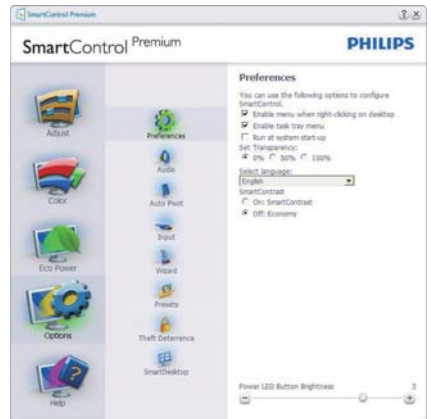 SmartControl Premium
SmartControl Premium
PHILIPS
Adjust
Color
Eco Power
Options
Help
Preferences
Audio
Auto Pivot
Input
Wizard
Presets
Theft Deterrence
SmartDesktop
Preferences
You can use the following options to configure
SmartControl.
Enable menu when right-clicking on desktop
Enable task tray menu
Run at system start-up
Set Transparency:
0% 50% 100%
Select language:
English
SmartContrast
On: SmartContrast
Off: Economy
Power LED Button Brightness 3